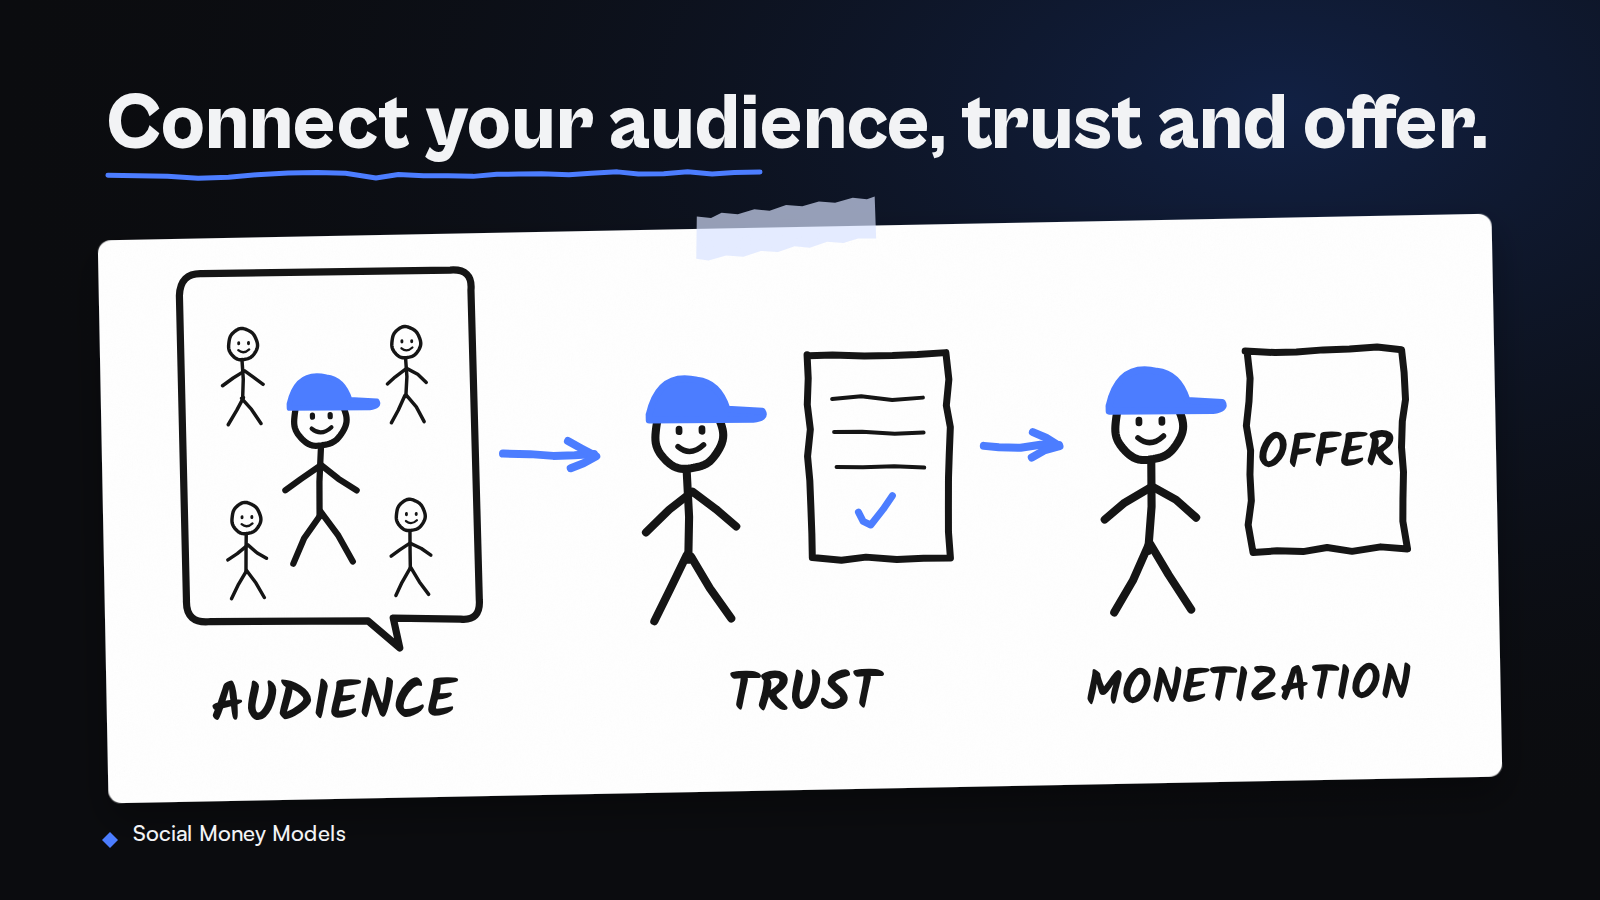 Connect your audience, trust and offer.
OFFER
AUDIENCE
TRUST
MONETIZATION
Social Money Models